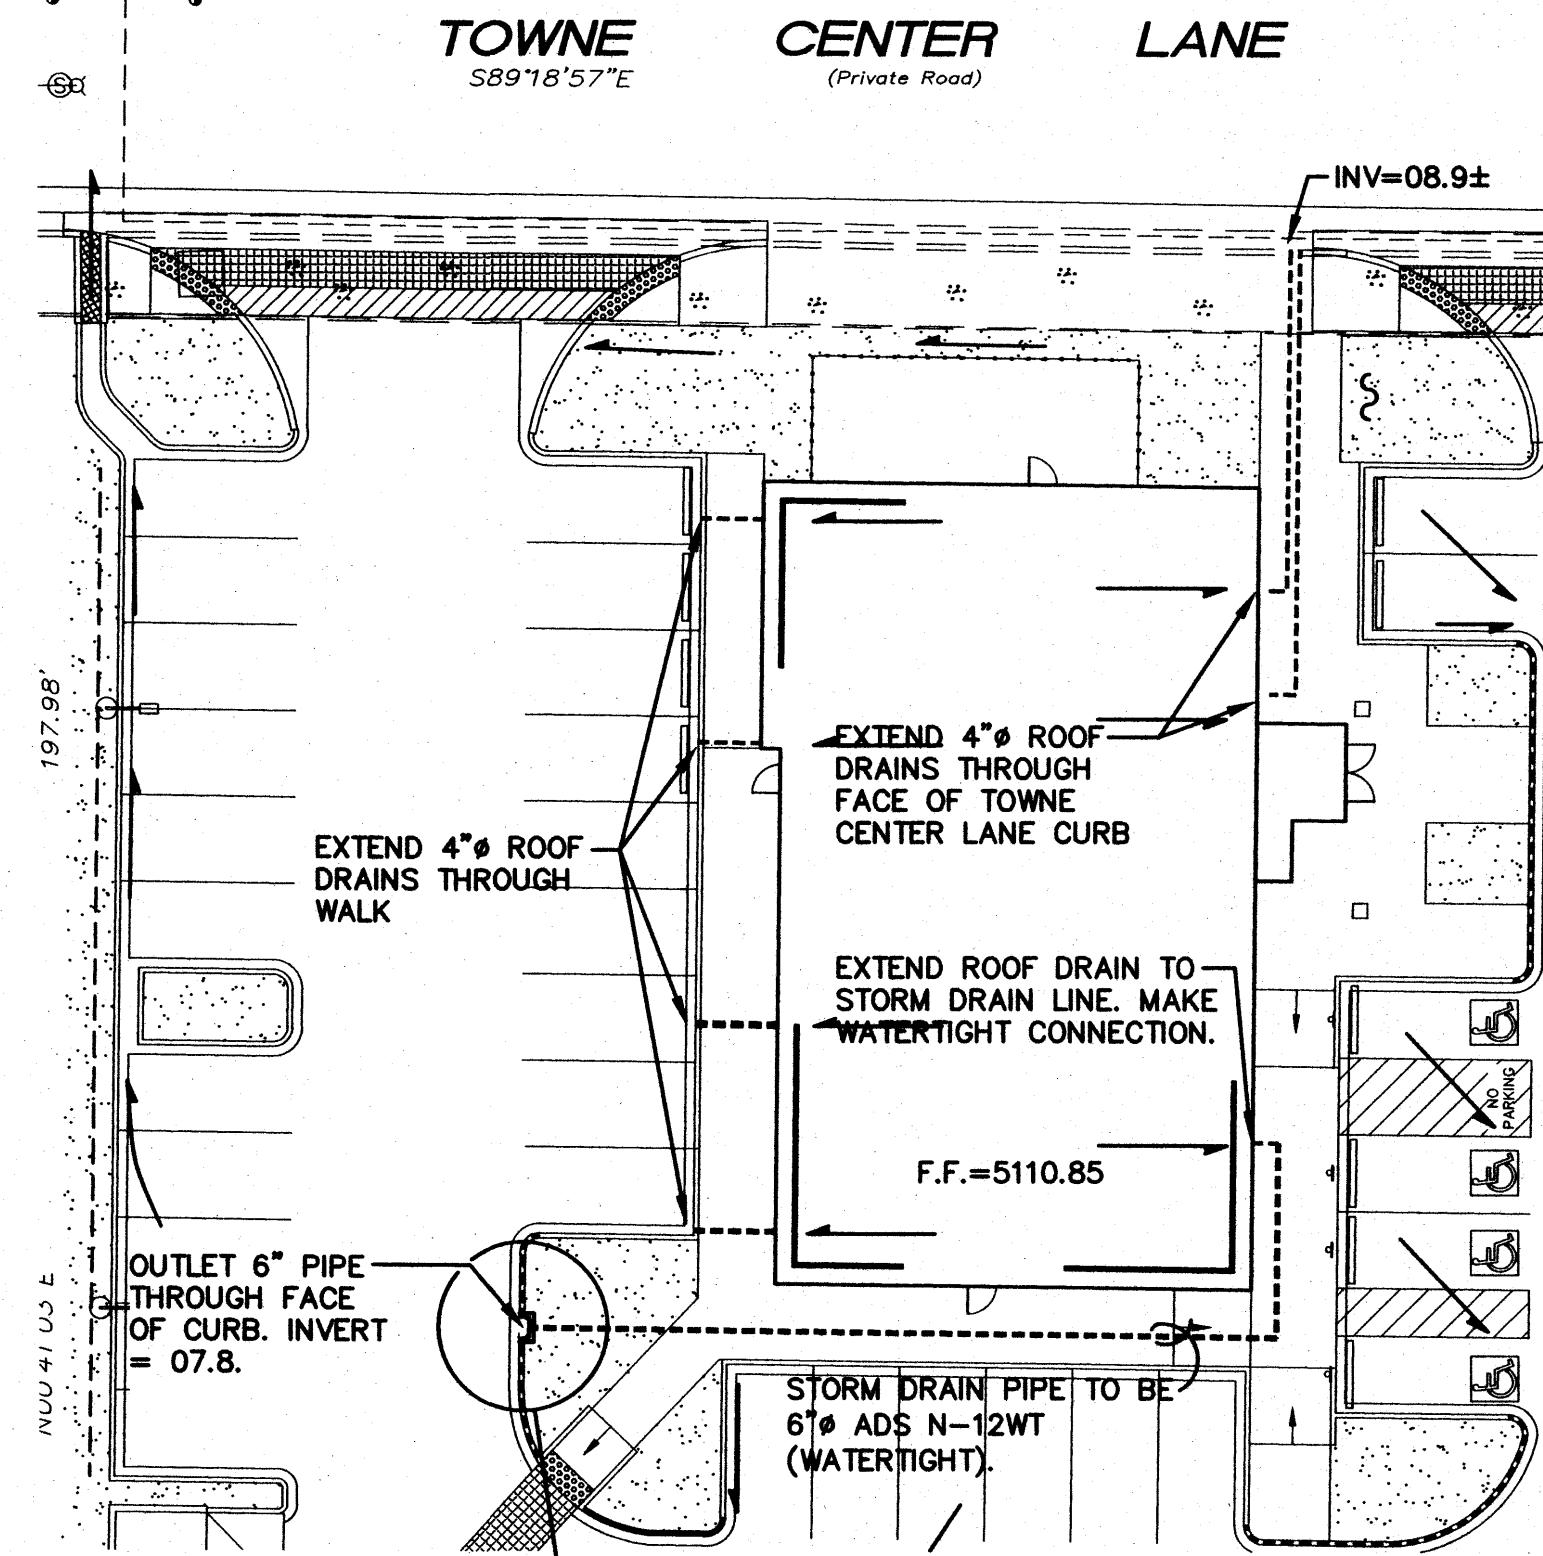 TOWNE CENTER LANE
S89°18'57"E
(Private Road)
S
INV=08.9±
197.98'
EXTEND 4"ø ROOF
DRAINS THROUGH
FACE OF TOWNE
CENTER LANE CURB
EXTEND 4"ø ROOF
DRAINS THROUGH
WALK
EXTEND ROOF DRAIN TO
STORM DRAIN LINE. MAKE
WATERTIGHT CONNECTION.
NO
PARKING
F.F.=5110.85
OUTLET 6" PIPE
THROUGH FACE
OF CURB. INVERT
= 07.8.
STORM DRAIN PIPE TO BE
6"ø ADS N-12WT
(WATERTIGHT).